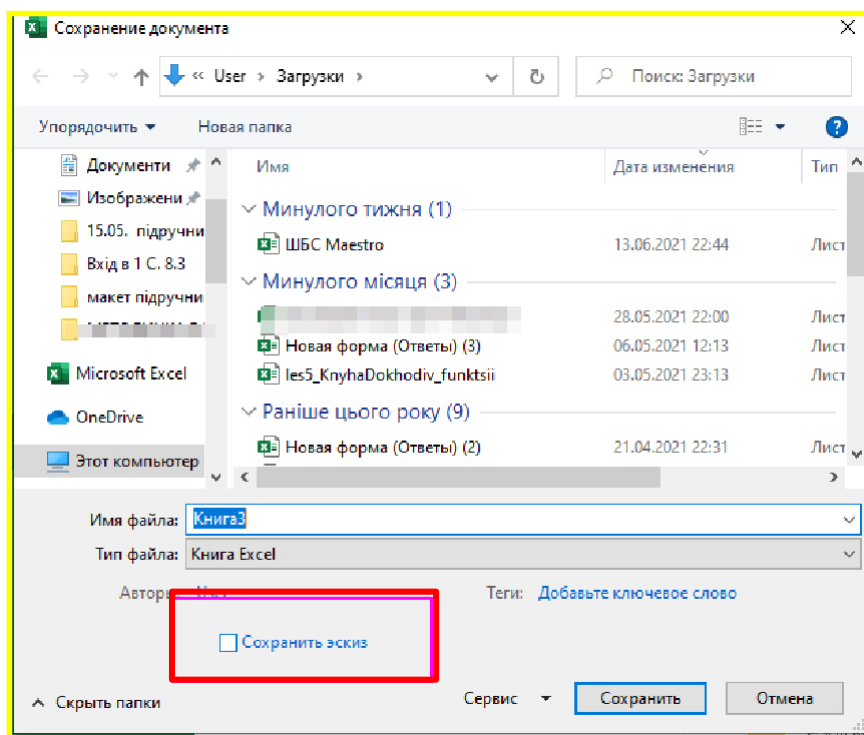 Сохранение документа
« User › Загрузки ›
Поиск: Загрузки
Упорядочить
Новая папка
Документи
Изображени
15.05. підручни
Вхід в 1 С. 8.3
макет підручни
Microsoft Excel
OneDrive
Этот компьютер
Имя
Дата изменения
Тип
Минулого тижня (1)
ШБС Maestro 13.06.2021 22:44 Лист
Минулого місяця (3)
28.05.2021 22:00 Лист
Новая форма (Ответы) (3) 06.05.2021 12:13 Лист
les5_KnyhaDokhodiv_funktsii 03.05.2021 23:13 Лист
Раніше цього року (9)
Новая форма (Ответы) (2) 21.04.2021 22:31 Лист
Имя файла: Книга3
Тип файла: Книга Excel
Теги: Добавьте ключевое слово
Сохранить эскиз
Скрыть папки
Сервис
Сохранить
Отмена